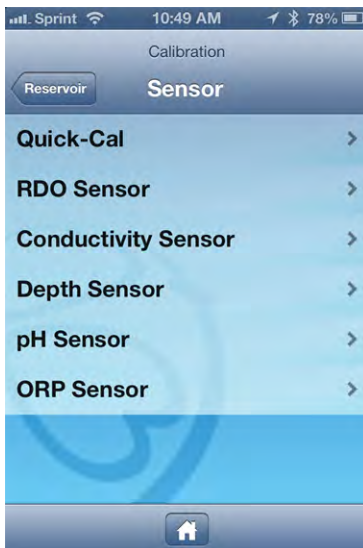 Sprint 10:49 AM 78%
Calibration
Reservoir Sensor
Quick-Cal
RDO Sensor
Conductivity Sensor
Depth Sensor
pH Sensor
ORP Sensor